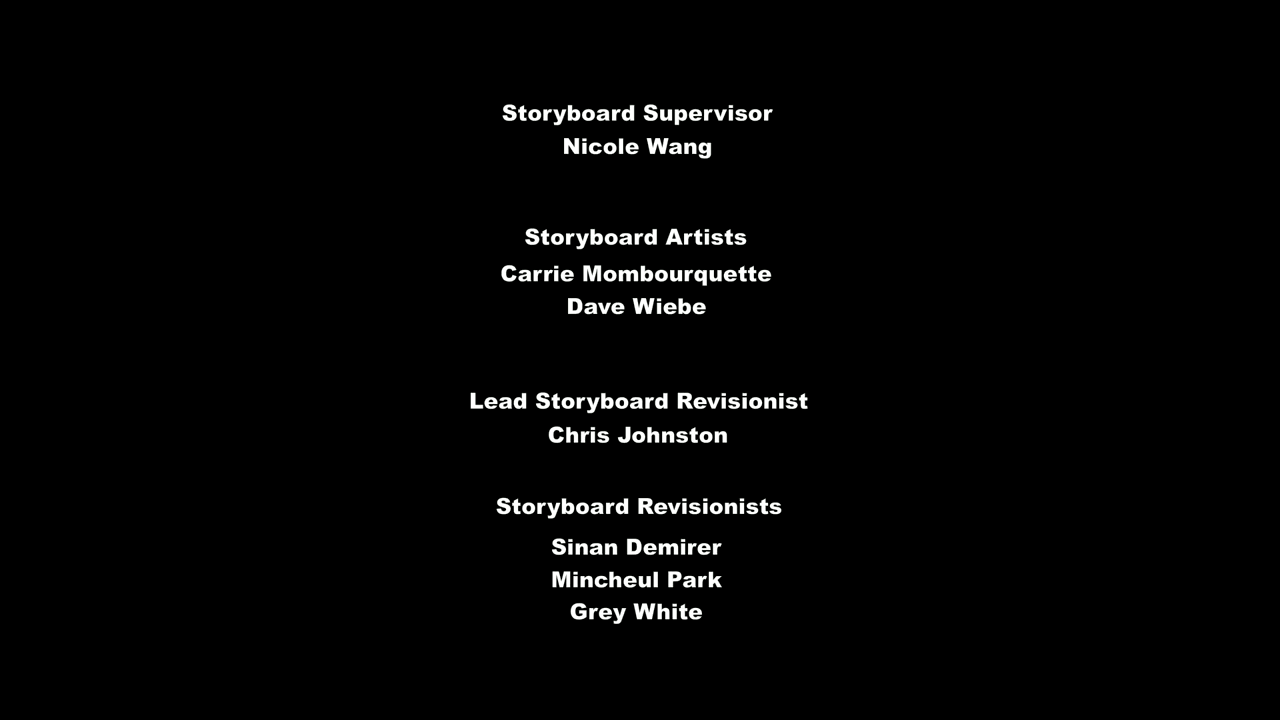 Storyboard Supervisor
Nicole Wang
Storyboard Artists
Carrie Mombourquette
Dave Wiebe
Lead Storyboard Revisionist
Chris Johnston
Storyboard Revisionists
Sinan Demirer
Mincheul Park
Grey White